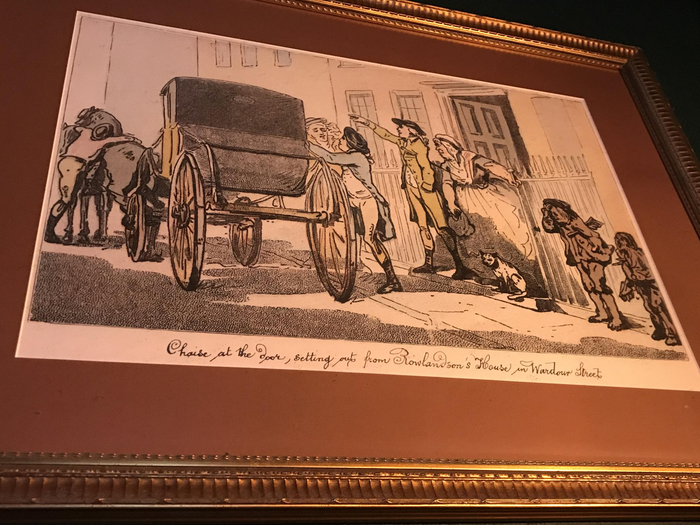 Chaise at the door, setting out from Rowlandson's House in Wardour Street